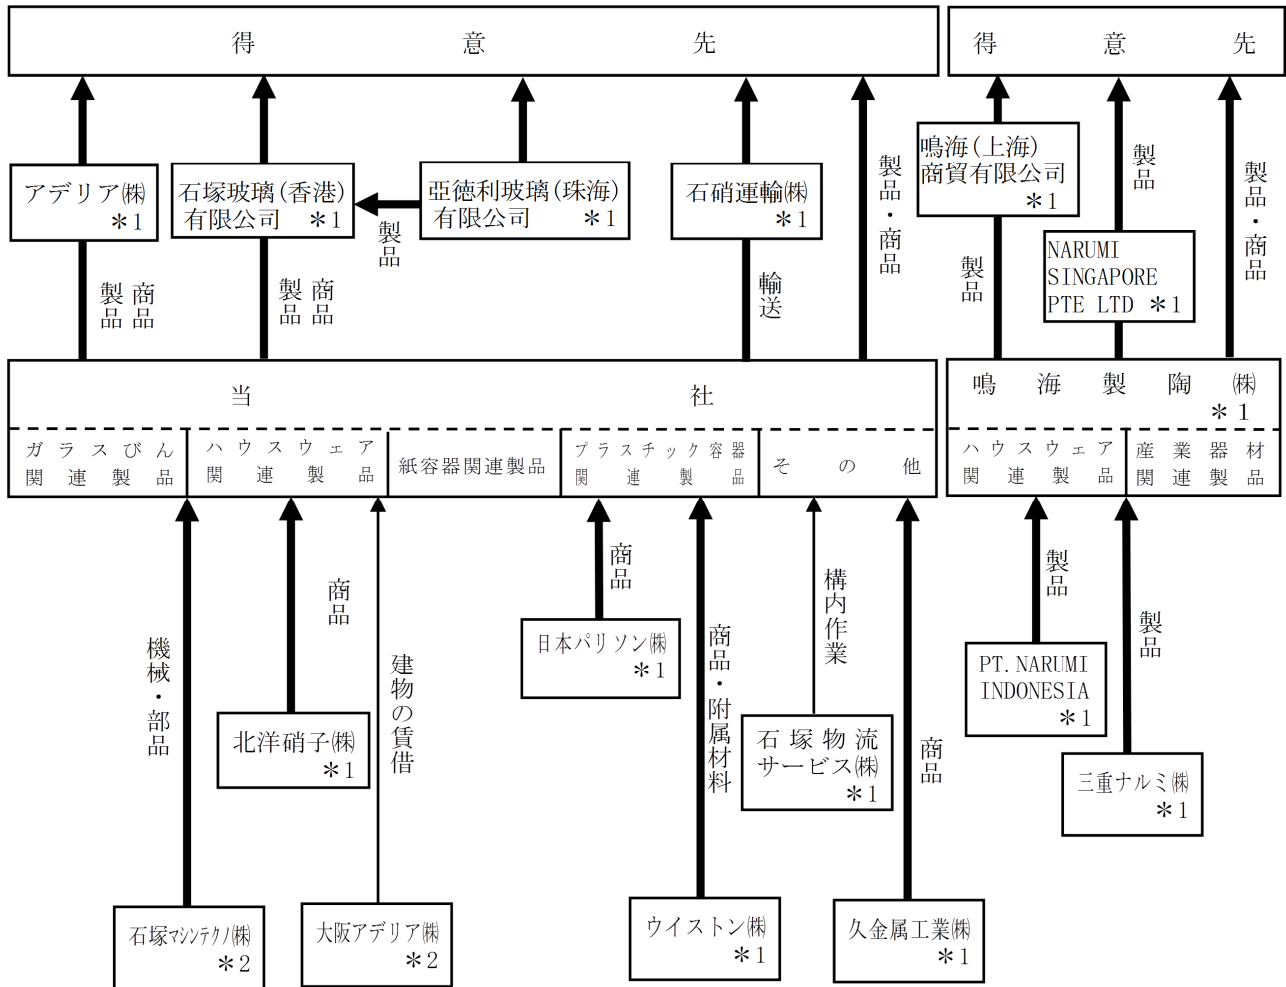 得意先
得意先
アデリア㈱
＊1
石塚玻璃(香港)
有限公司 ＊1
亞徳利玻璃(珠海)
有限公司 ＊1
石硝運輸㈱
＊1
鳴海(上海)
商貿有限公司
＊1
NARUMI
SINGAPORE
PTE LTD ＊1
製品
商品
製品
商品
製品
製品
輸送
製品・商品
製品
製品
製品・商品
当社
ガラスびん
関連製品
ハウスウェア
関連製品
紙容器関連製品
プラスチック容器
関連製品
その他
鳴海製陶㈱
＊1
ハウスウェア
関連製品
産業器材
関連製品
機械・部品
商品
建物の賃借
商品
商品・附属材料
構内作業
商品
製品
製品
日本パリソン㈱
＊1
北洋硝子㈱
＊1
石塚物流
サービス㈱
＊1
PT.NARUMI
INDONESIA
＊1
三重ナルミ㈱
＊1
石塚マシンテクノ㈱
＊2
大阪アデリア㈱
＊2
ウイストン㈱
＊1
久金属工業㈱
＊1